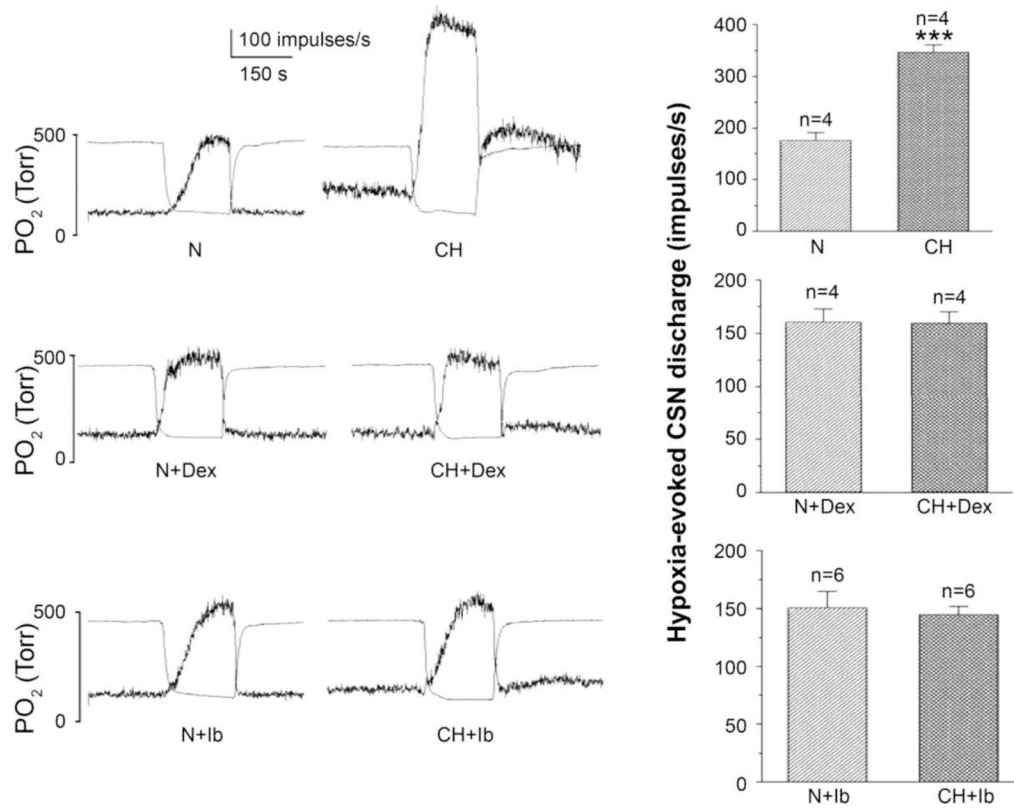 100 impulses/s
150 s
PO2 (Torr)
500
0
N
CH
PO2 (Torr)
500
0
N+Dex
CH+Dex
PO2 (Torr)
500
0
N+Ib
CH+Ib
Hypoxia-evoked CSN discharge (impulses/s)
400
300
200
100
0
n=4
n=4
***
N
CH
200
150
100
50
0
n=4
n=4
N+Dex
CH+Dex
200
150
100
50
0
n=6
n=6
N+Ib
CH+Ib